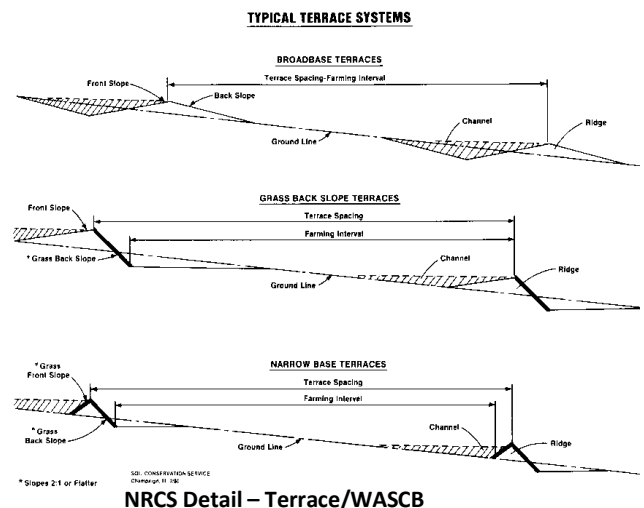 TYPICAL TERRACE SYSTEMS
BROADBASE TERRACES
Terrace Spacing-Farming Interval
Front Slope
Back Slope
Channel
Ridge
Ground Line
GRASS BACK SLOPE TERRACES
Front Slope
Terrace Spacing
Farming Interval
* Grass Back Slope
Channel
Ridge
Ground Line
NARROW BASE TERRACES
* Grass
Front Slope
Terrace Spacing
Farming Interval
* Grass
Back Slope
Channel
Ridge
Ground Line
* Slopes 2:1 or Flatter
SOIL CONSERVATION SERVICE
Champaign, Ill
NRCS Detail – Terrace/WASCB